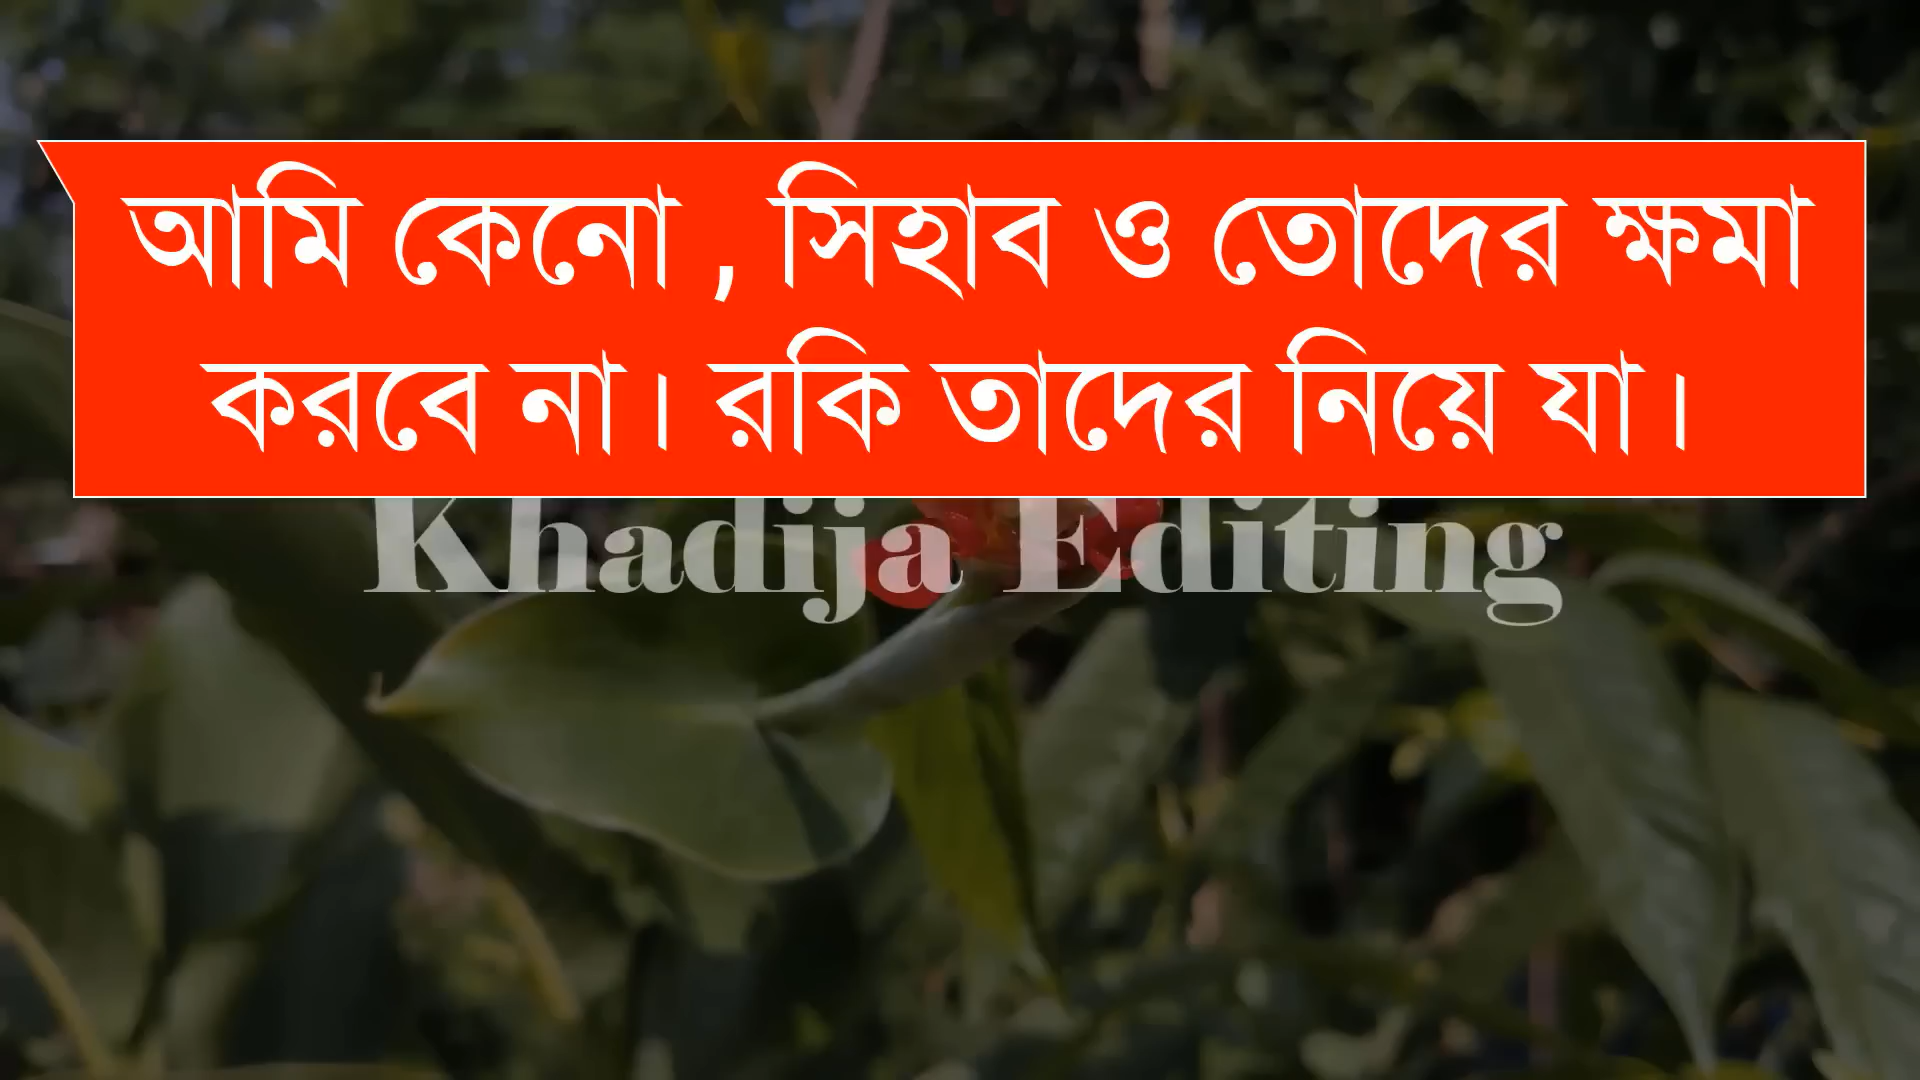 আমি কেনো , সিহাব ও তোদের ক্ষমা
করবে না। রকি তাদের নিয়ে যা।
Khadija Editing